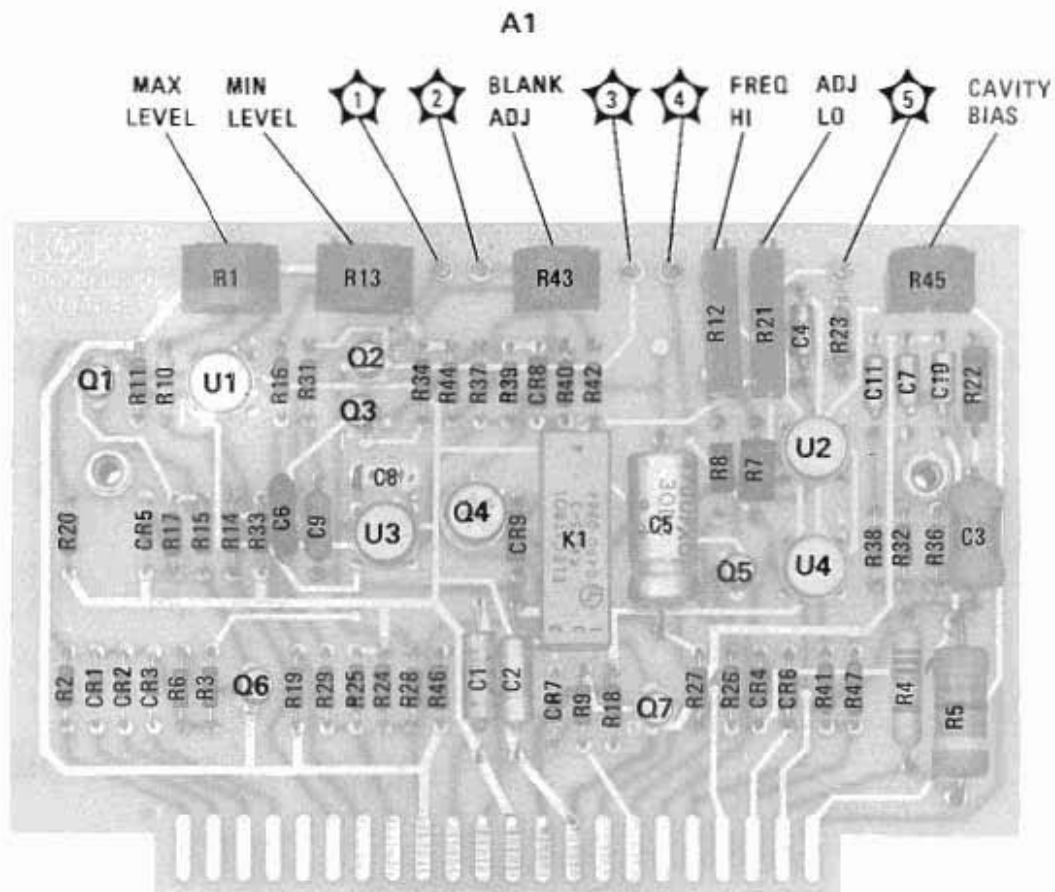 A1
MAX LEVEL
MIN LEVEL
1
2
BLANK ADJ
3
4
FREQ HI
ADJ LO
5
CAVITY BIAS
R1
R13
R43
R12
R21
C4
R23
R45
Q1
R11
R10
U1
R16
R31
Q2
Q3
R34
R44
R37
R39
CR8
R40
R42
R8
R7
U2
C11
C7
C10
R22
R20
CR5
R17
R15
R14
R33
C6
C9
C8
U3
Q4
CR9
K1
C5
Q5
U4
R38
R32
R36
C3
R2
CR1
CR2
CR3
R6
R3
Q6
R19
R29
R25
R24
R28
R46
C1
C2
CR7
R9
R18
Q7
R27
R26
CR4
CR6
R41
R47
R4
R5